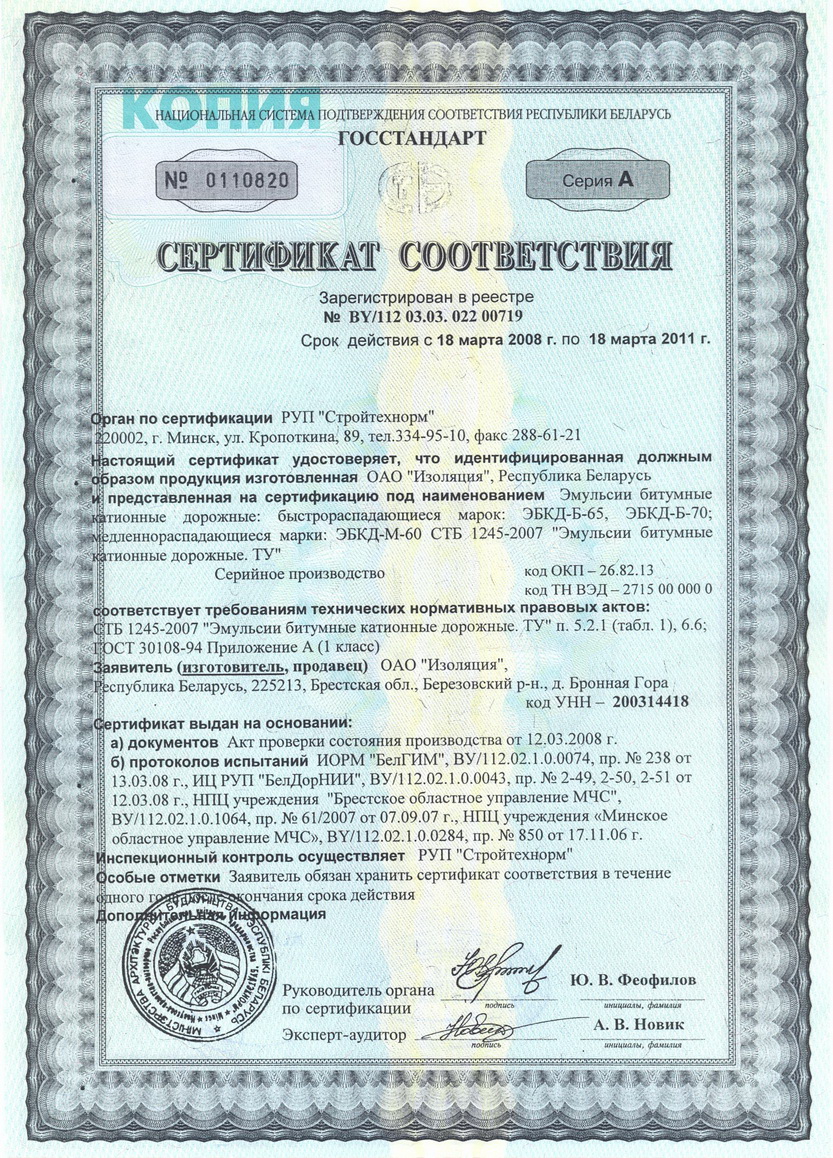 КОПИЯ
НАЦИОНАЛЬНАЯ СИСТЕМА ПОДТВЕРЖДЕНИЯ СООТВЕТСТВИЯ РЕСПУБЛИКИ БЕЛАРУСЬ
ГОССТАНДАРТ
№ 0110820
Серия А
СЕРТИФИКАТ СООТВЕТСТВИЯ
Зарегистрирован в реестре
№ BY/112 03.03. 022 00719
Срок действия с 18 марта 2008 г. по 18 марта 2011 г.
Орган по сертификации РУП "Стройтехнорм"
220002, г. Минск, ул. Кропоткина, 89, тел.334-95-10, факс 288-61-21
Настоящий сертификат удостоверяет, что идентифицированная должным
образом продукция изготовленная ОАО "Изоляция", Республика Беларусь
и представленная на сертификацию под наименованием Эмульсии битумные
катионные дорожные: быстрораспадающиеся марок: ЭБКД-Б-65, ЭБКД-Б-70;
медленнораспадающиеся марки: ЭБКД-М-60 СТБ 1245-2007 "Эмульсии битумные
катионные дорожные. ТУ"
Серийное производство код ОКП – 26.82.13
код ТН ВЭД – 2715 00 000 0
соответствует требованиям технических нормативных правовых актов:
СТБ 1245-2007 "Эмульсии битумные катионные дорожные. ТУ" п. 5.2.1 (табл. 1), 6.6;
ГОСТ 30108-94 Приложение А (1 класс)
Заявитель (изготовитель, продавец) ОАО "Изоляция",
Республика Беларусь, 225213, Брестская обл., Березовский р-н., д. Бронная Гора
код УНН – 200314418
Сертификат выдан на основании:
а) документов Акт проверки состояния производства от 12.03.2008 г.
б) протоколов испытаний ИОРМ "БелГИМ", BY/112.02.1.0.0074, пр. № 238 от
13.03.08 г., ИЦ РУП "БелДорНИИ", BY/112.02.1.0.0043, пр. № 2-49, 2-50, 2-51 от
12.03.08 г., НПЦ учреждения "Брестское областное управление МЧС",
BY/112.02.1.0.1064, пр. № 61/2007 от 07.09.07 г., НПЦ учреждения «Минское
областное управление МЧС», BY/112.02.1.0.0284, пр. № 850 от 17.11.06 г.
Инспекционный контроль осуществляет РУП "Стройтехнорм"
Особые отметки Заявитель обязан хранить сертификат соответствия в течение
одного года окончания срока действия
Дополнительная информация
МІНІСТЭРСТВА АРХІТЭКТУРЫ І БУДАЎНІЦТВА РЭСПУБЛІКІ БЕЛАРУСЬ
Руководитель органа
по сертификации
подпись
Ю. В. Феофилов
инициалы, фамилия
Эксперт-аудитор
подпись
А. В. Новик
инициалы, фамилия